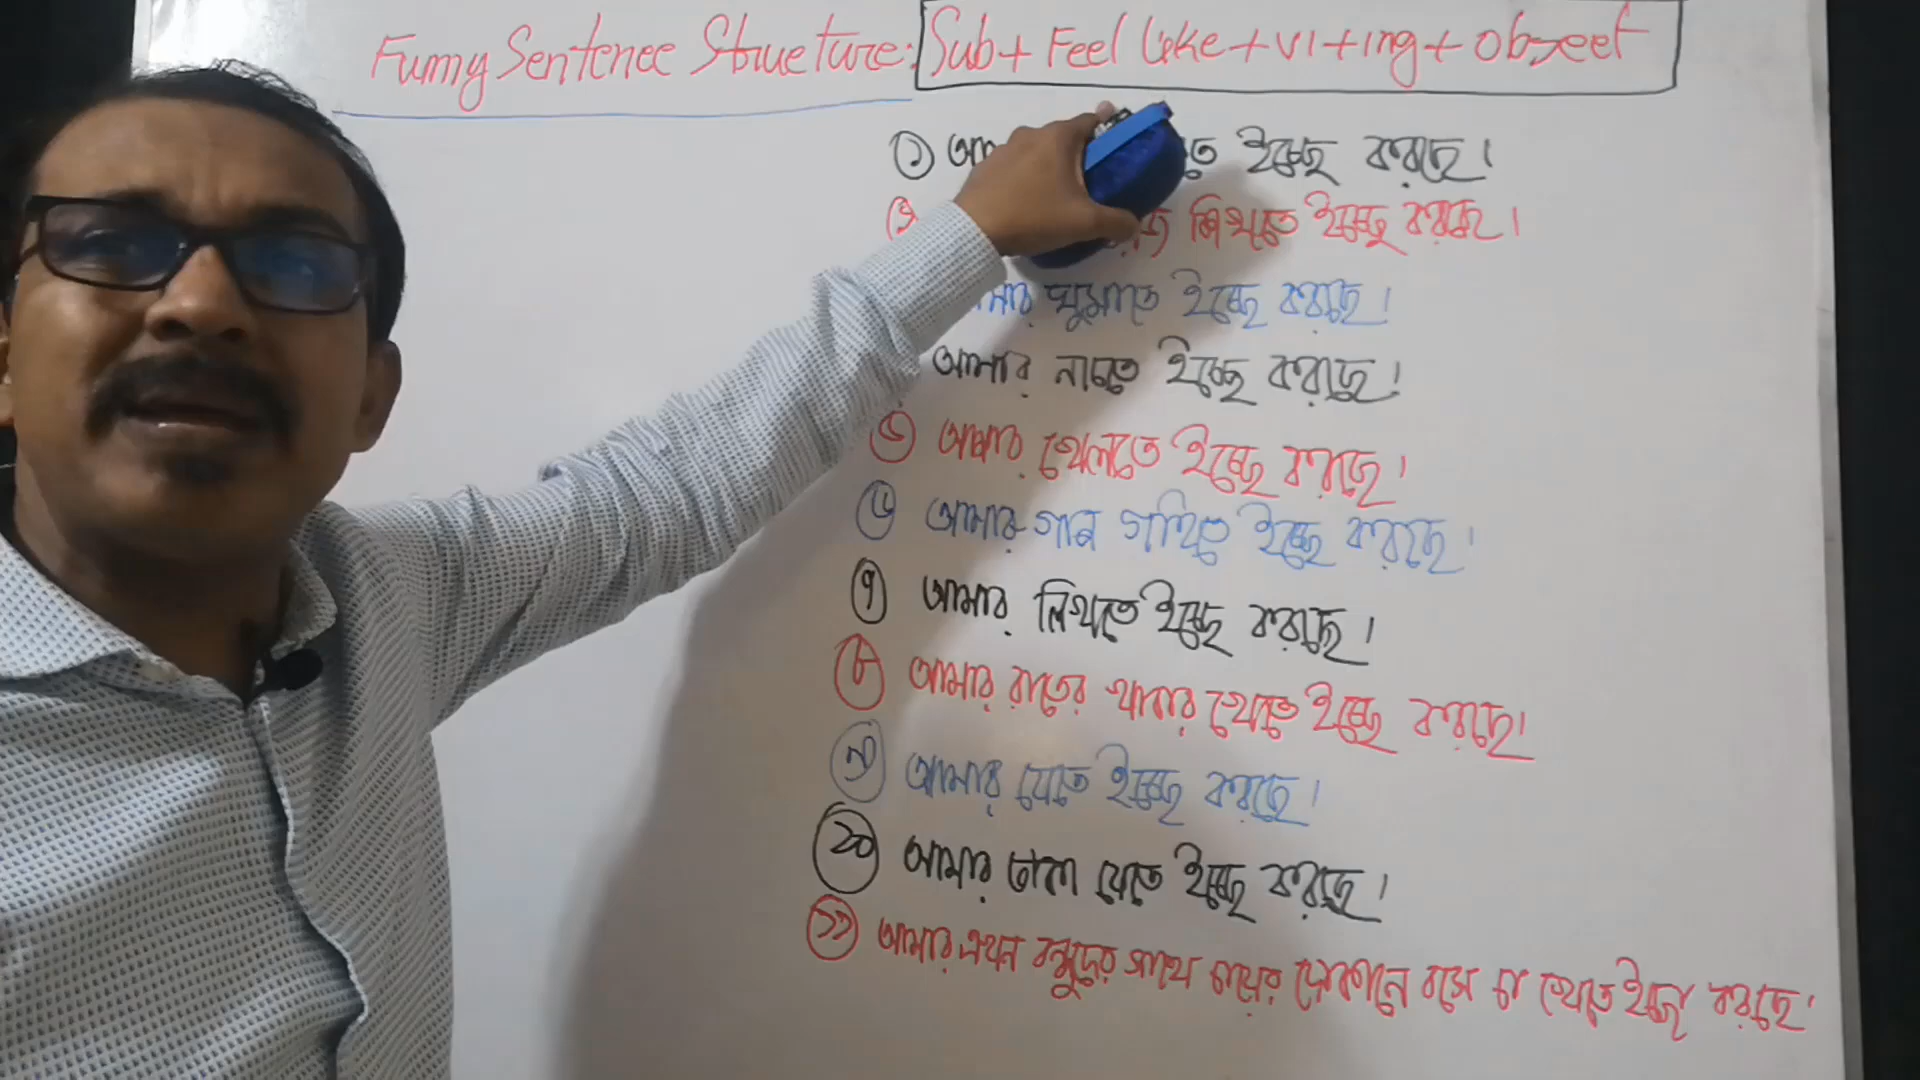 Funny Sentence Structure: Sub + Feel like + v1 + ing + object
১ ইচ্ছে করছে।
শিখতে ইচ্ছে করছে।
ঘুমাতে ইচ্ছে করছে।
আমার নাচতে ইচ্ছে করছে।
৫ আমার খেলতে ইচ্ছে করছে।
৬ আমার গান গাইতে ইচ্ছে করছে।
৭ আমার লিখতে ইচ্ছে করছে।
৮ আমার রাতের খাবার খেতে ইচ্ছে করছে।
৯ আমার যেতে ইচ্ছে করছে।
১০ আমার ঢাকা যেতে ইচ্ছে করছে।
১১ আমার এখন বন্ধুদের সাথে চায়ের দোকানে বসে চা খেতে ইচ্ছে করছে।